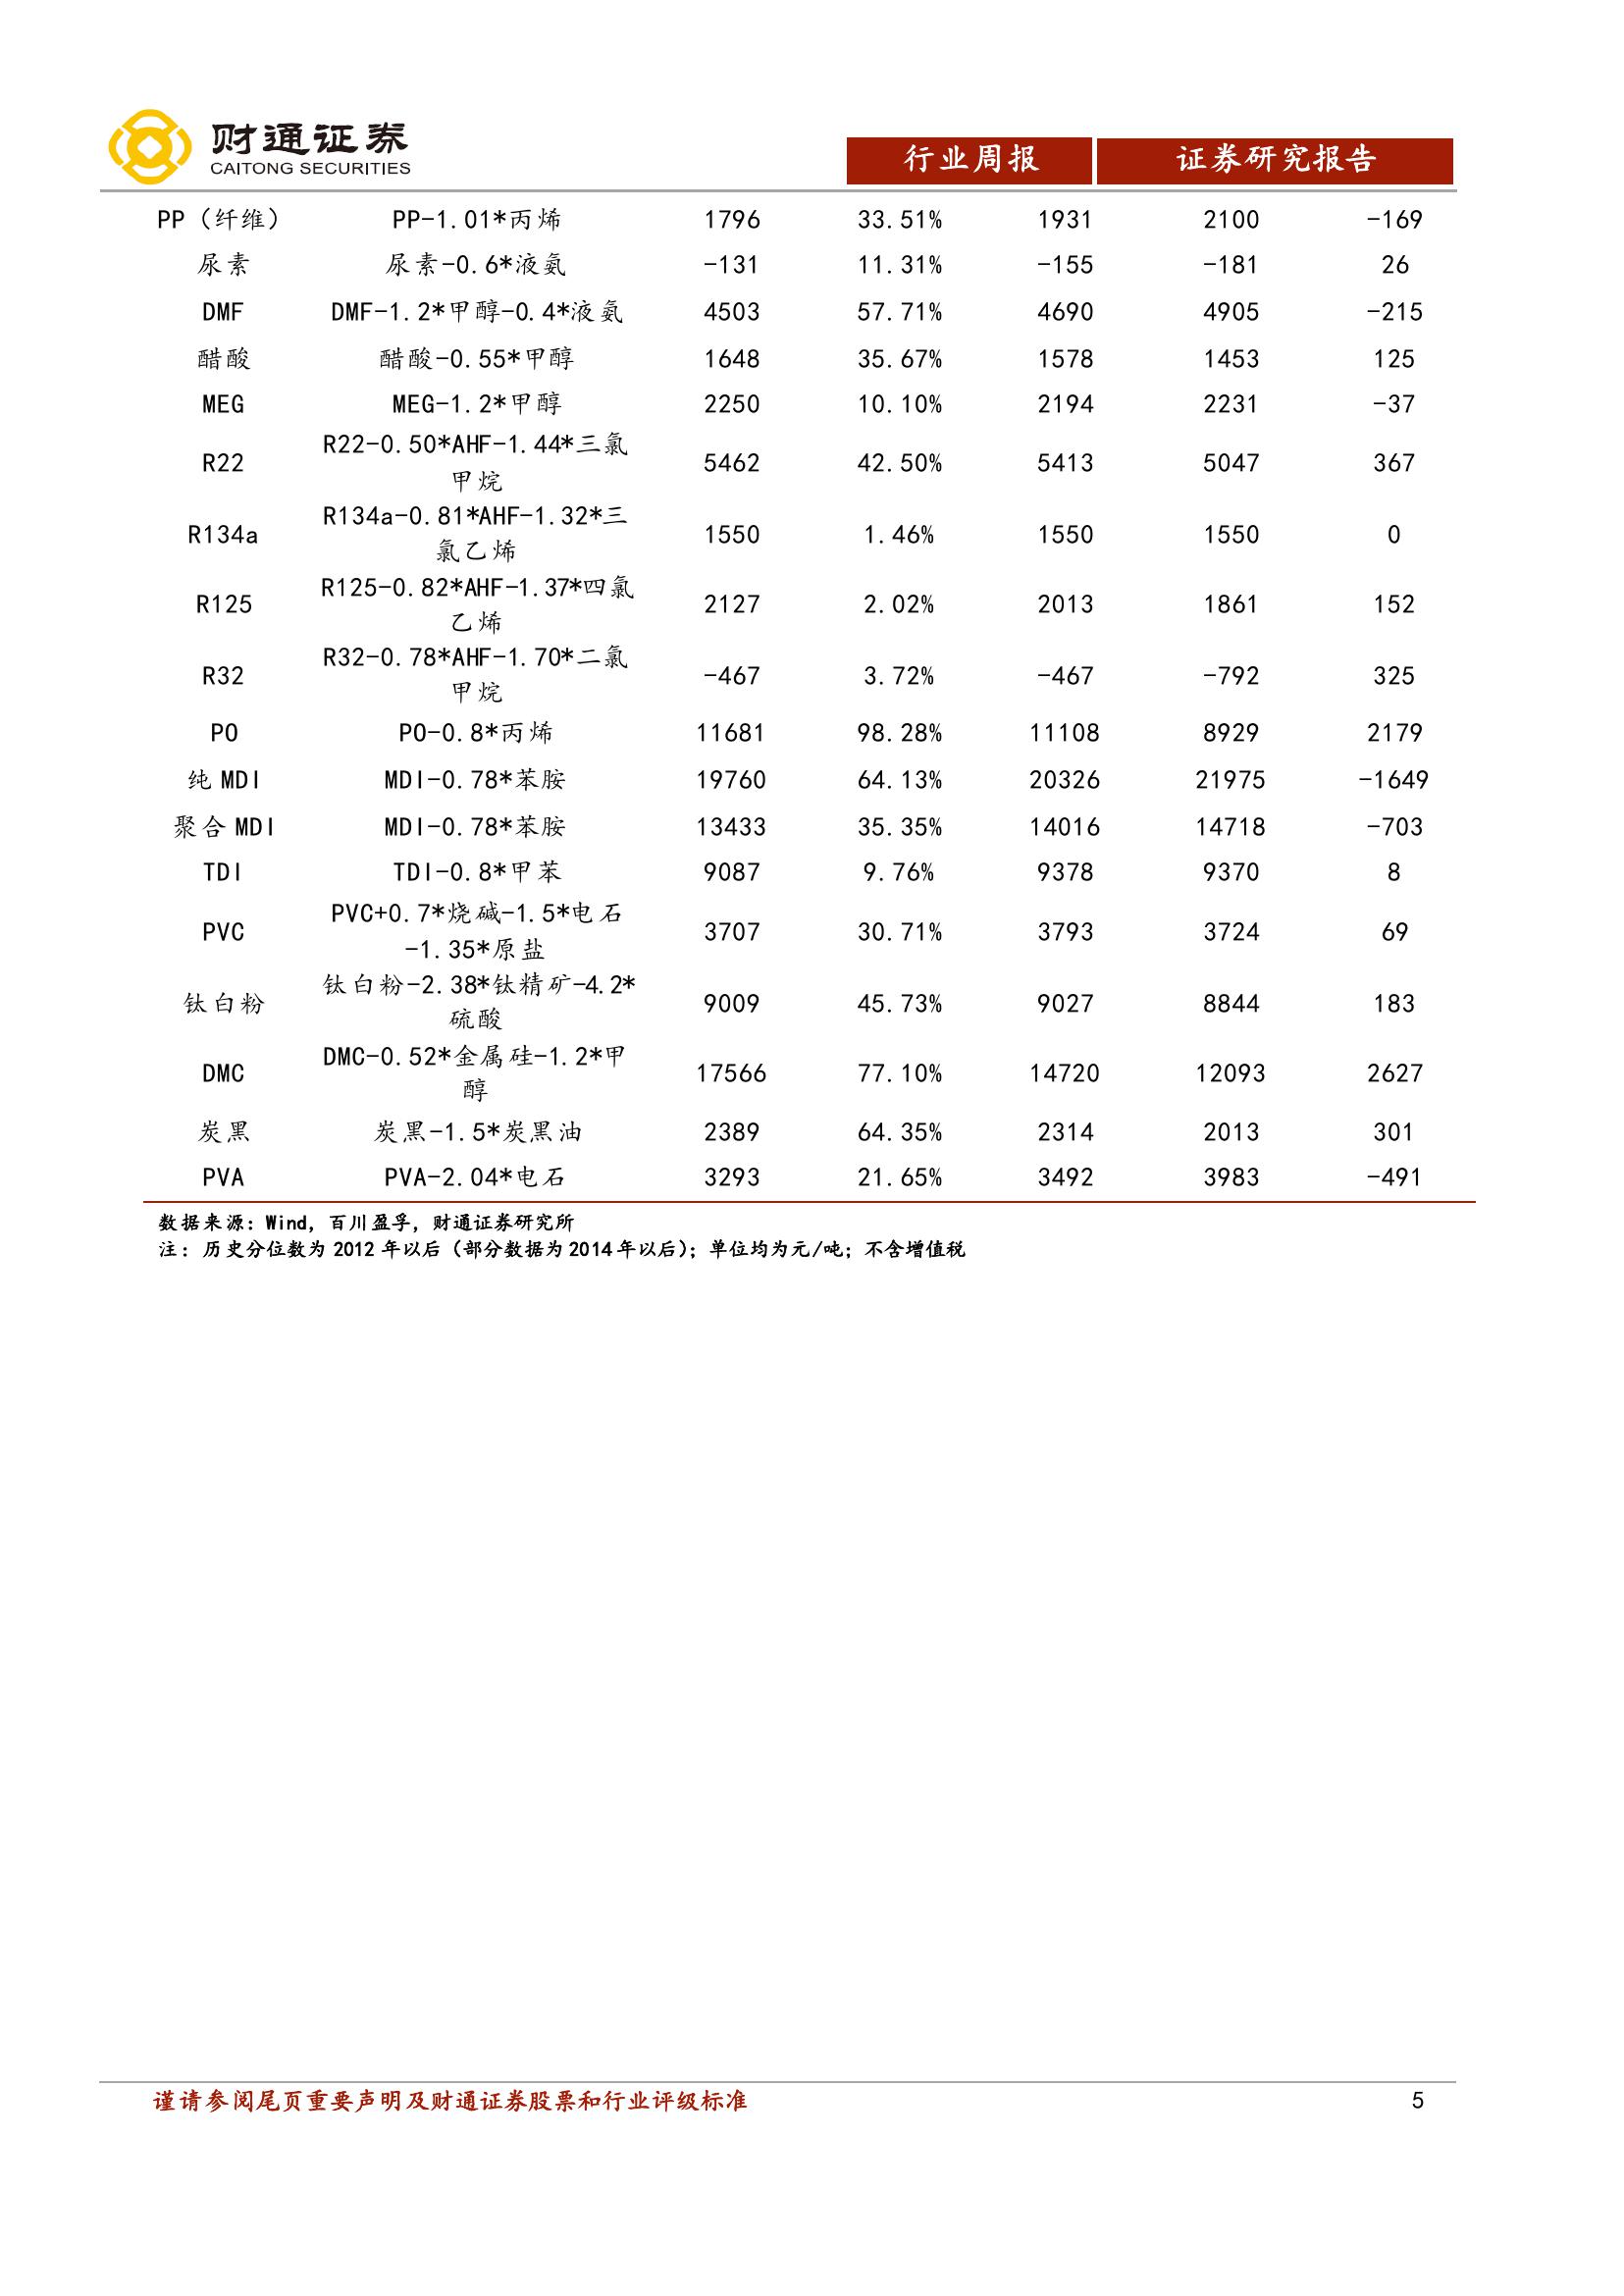 财通证券
CAITONG SECURITIES
行业周报 证券研究报告
PP（纤维） PP-1.01*丙烯 1796 33.51% 1931 2100 -169
尿素 尿素-0.6*液氨 -131 11.31% -155 -181 26
DMF DMF-1.2*甲醇-0.4*液氨 4503 57.71% 4690 4905 -215
醋酸 醋酸-0.55*甲醇 1648 35.67% 1578 1453 125
MEG MEG-1.2*甲醇 2250 10.10% 2194 2231 -37
R22-0.50*AHF-1.44*三氯
R22 5462 42.50% 5413 5047 367
甲烷
R134a-0.81*AHF-1.32*三
R134a 1550 1.46% 1550 1550 0
氯乙烯
R125-0.82*AHF-1.37*四氯
R125 2127 2.02% 2013 1861 152
乙烯
R32-0.78*AHF-1.70*二氯
R32 -467 3.72% -467 -792 325
甲烷
PO PO-0.8*丙烯 11681 98.28% 11108 8929 2179
纯MDI MDI-0.78*苯胺 19760 64.13% 20326 21975 -1649
聚合MDI MDI-0.78*苯胺 13433 35.35% 14016 14718 -703
TDI TDI-0.8*甲苯 9087 9.76% 9378 9370 8
PVC+0.7*烧碱-1.5*电石
PVC 3707 30.71% 3793 3724 69
-1.35*原盐
钛白粉-2.38*钛精矿-4.2*
钛白粉 9009 45.73% 9027 8844 183
硫酸
DMC-0.52*金属硅-1.2*甲
DMC 17566 77.10% 14720 12093 2627
醇
炭黑 炭黑-1.5*炭黑油 2389 64.35% 2314 2013 301
PVA PVA-2.04*电石 3293 21.65% 3492 3983 -491
数据来源：Wind，百川盈孚，财通证券研究所
注：历史分位数为 2012 年以后（部分数据为2014年以后）；单位均为元/吨；不含增值税
谨请参阅尾页重要声明及财通证券股票和行业评级标准 5